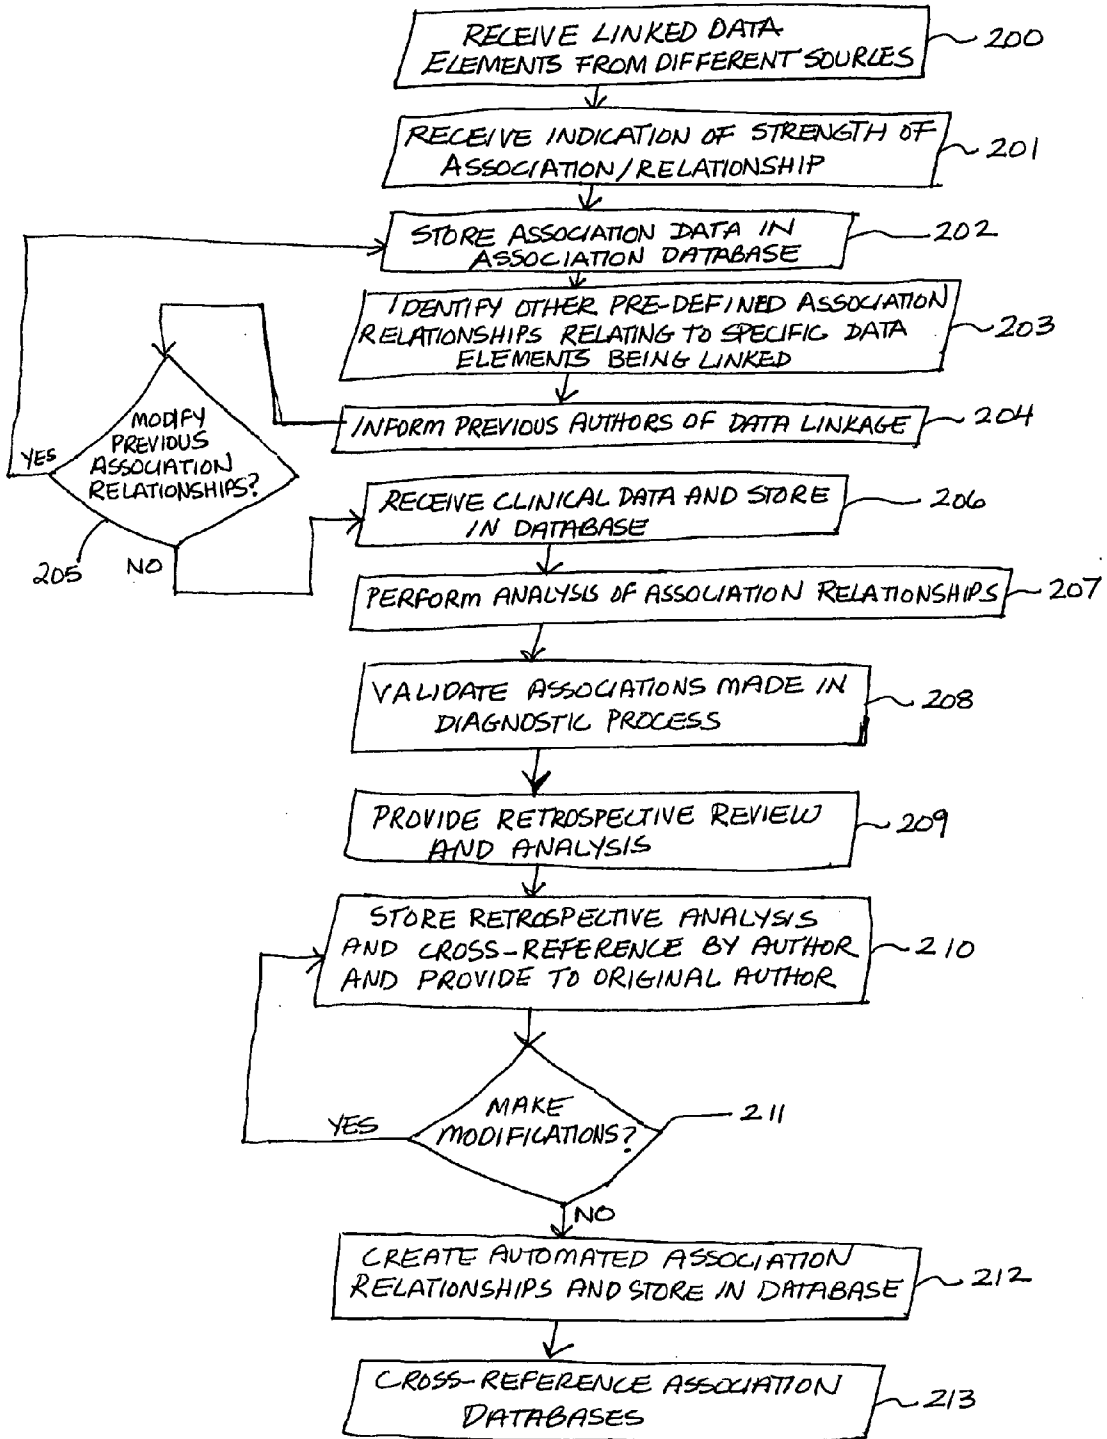 RECEIVE LINKED DATA
ELEMENTS FROM DIFFERENT SOURCES
200
RECEIVE INDICATION OF STRENGTH OF
ASSOCIATION/RELATIONSHIP
201
STORE ASSOCIATION DATA IN
ASSOCIATION DATABASE
202
IDENTIFY OTHER PRE-DEFINED ASSOCIATION
RELATIONSHIPS RELATING TO SPECIFIC DATA
ELEMENTS BEING LINKED
203
INFORM PREVIOUS AUTHORS OF DATA LINKAGE
204
MODIFY
PREVIOUS
ASSOCIATION
RELATIONSHIPS?
YES
205
NO
RECEIVE CLINICAL DATA AND STORE
IN DATABASE
206
PERFORM ANALYSIS OF ASSOCIATION RELATIONSHIPS
207
VALIDATE ASSOCIATIONS MADE IN
DIAGNOSTIC PROCESS
208
PROVIDE RETROSPECTIVE REVIEW
AND ANALYSIS
209
STORE RETROSPECTIVE ANALYSIS
AND CROSS-REFERENCE BY AUTHOR
AND PROVIDE TO ORIGINAL AUTHOR
210
MAKE
MODIFICATIONS?
211
YES
NO
CREATE AUTOMATED ASSOCIATION
RELATIONSHIPS AND STORE IN DATABASE
212
CROSS-REFERENCE ASSOCIATION
DATABASES
213